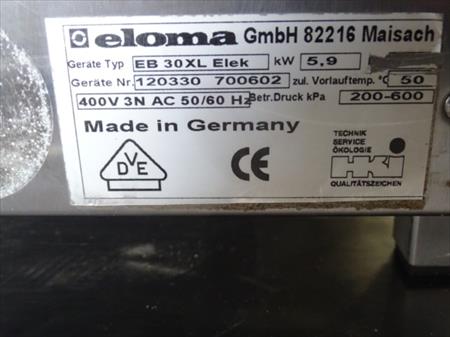 eloma GmbH 82216 Maisach
Geräte Typ EB 30XL Elek kW 5,9
Geräte Nr. 120330 700602 zul. Vorlauftemp. °C 50
400V 3N AC 50/60 Hz Betr.Druck kPa 200-600
Made in Germany
DVE
CE
TECHNIK
SERVICE
ÖKOLOGIE
HKI
QUALITÄTSZEICHEN